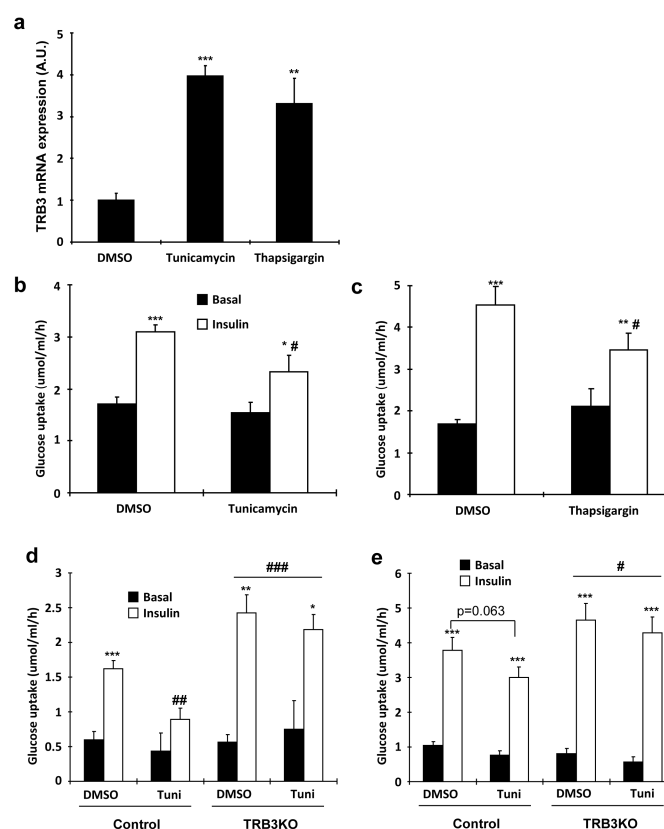 a
TRB3 mRNA expression (A.U.)
5
4
3
2
1
0
***
**
DMSO Tunicamycin Thapsigargin
b
Glucose uptake (umol/ml/h)
4
3
2
1
0
Basal
Insulin
***
* #
DMSO Tunicamycin
c
Glucose uptake (umol/ml/h)
5
4
3
2
1
0
***
** #
DMSO Thapsigargin
d
Glucose uptake (umol/ml/h)
3
2.5
2
1.5
1
0.5
0
Basal
Insulin
###
***
##
**
*
DMSO Tuni DMSO Tuni
Control TRB3KO
e
Glucose uptake (umol/ml/h)
6
5
4
3
2
1
0
Basal
Insulin
#
p=0.063
***
***
***
***
DMSO Tuni DMSO Tuni
Control TRB3KO